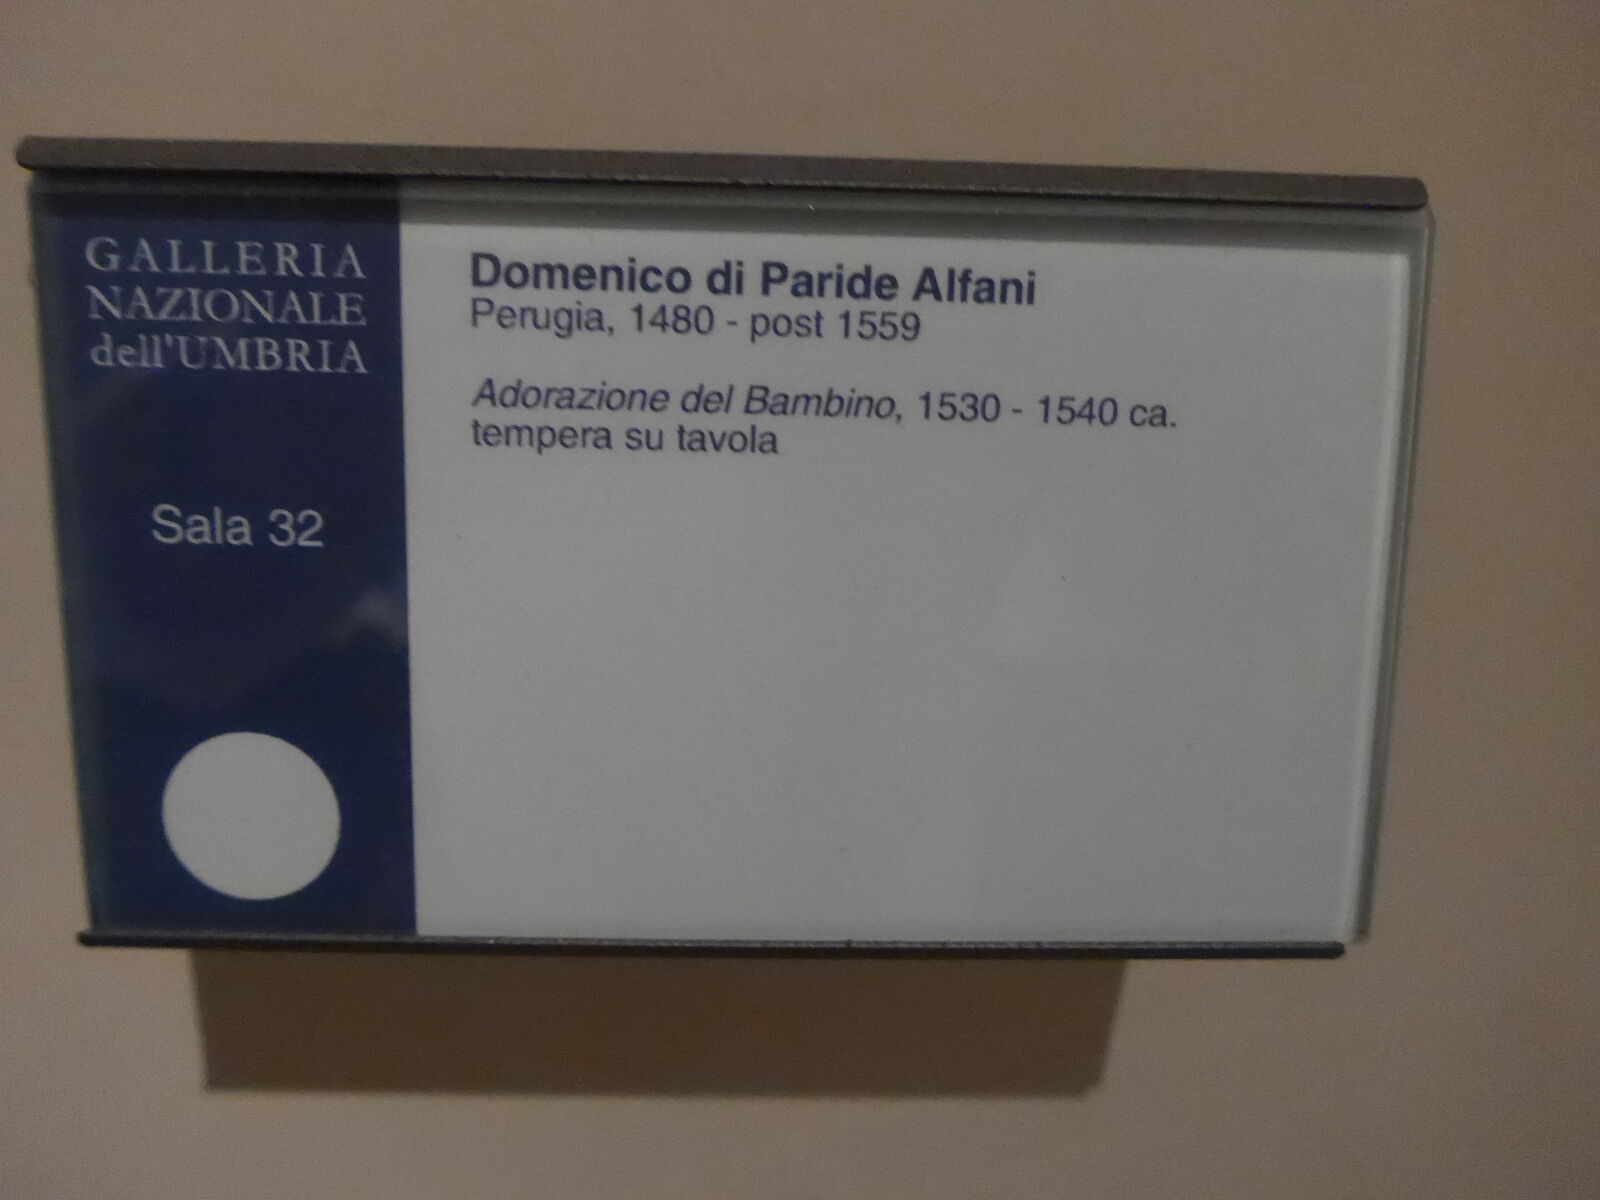 GALLERIA
NAZIONALE
dell'UMBRIA
Sala 32
Domenico di Paride Alfani
Perugia, 1480 - post 1559
Adorazione del Bambino, 1530 - 1540 ca.
tempera su tavola